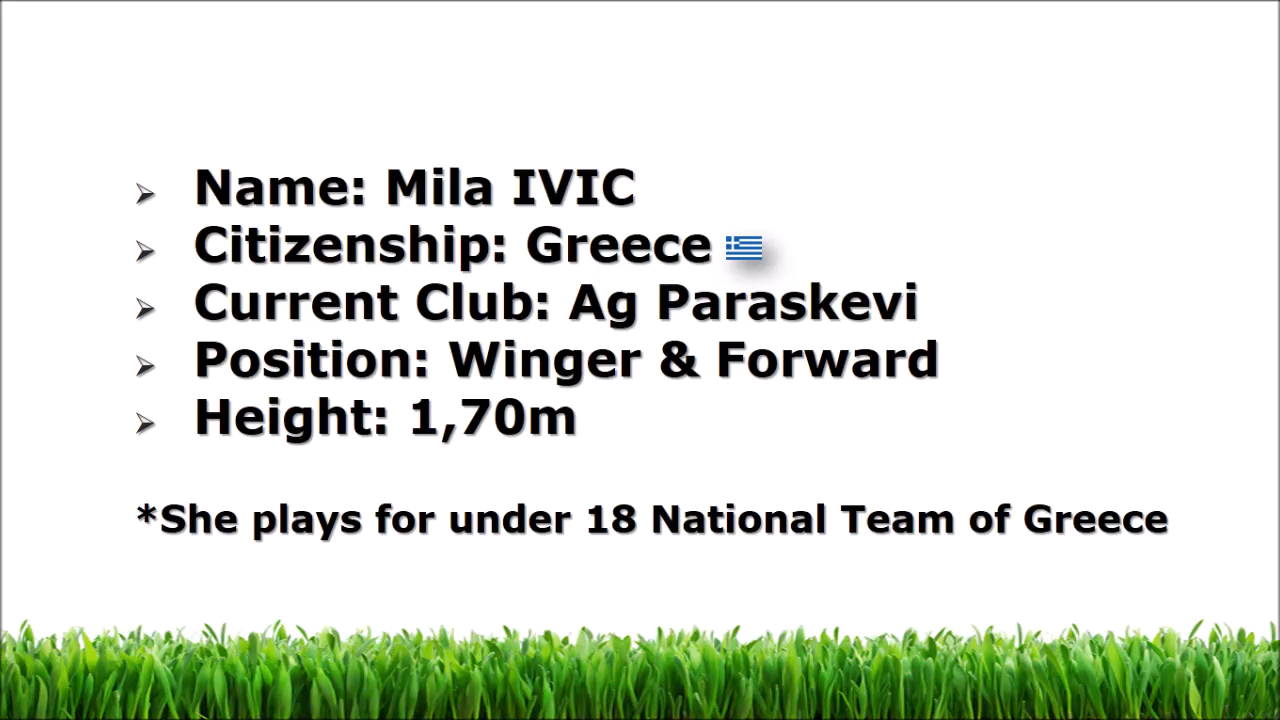 Name: Mila IVIC
Citizenship: Greece
Current Club: Ag Paraskevi
Position: Winger & Forward
Height: 1,70m
*She plays for under 18 National Team of Greece